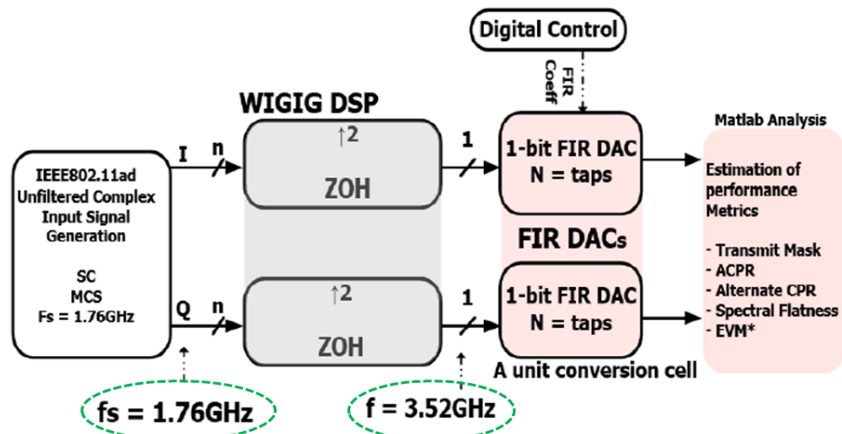 Digital Control
FIR
Coeff
WIGIG DSP
Matlab Analysis
IEEE802.11ad
Unfiltered Complex
Input Signal
Generation
SC
MCS
Fs = 1.76GHz
I
n
↑2
ZOH
1
1-bit FIR DAC
N = taps
Estimation of
performance
Metrics
- Transmit Mask
- ACPR
- Alternate CPR
- Spectral Flatness
- EVM*
FIR DACs
Q
n
↑2
ZOH
1
1-bit FIR DAC
N = taps
A unit conversion cell
fs = 1.76GHz
f = 3.52GHz